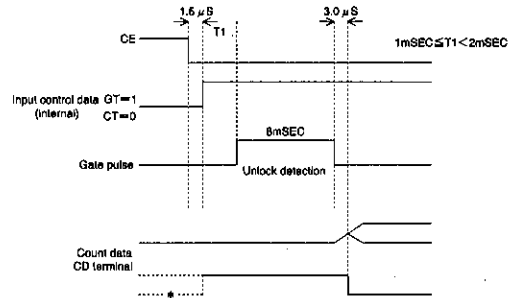 1.5 μS
3.0 μS
T1
CE
1mSEC≦T1<2mSEC
Input control data GT=1
(internal) CT=0
8mSEC
Gate pulse
Unlock detection
Count data
CD terminal
*